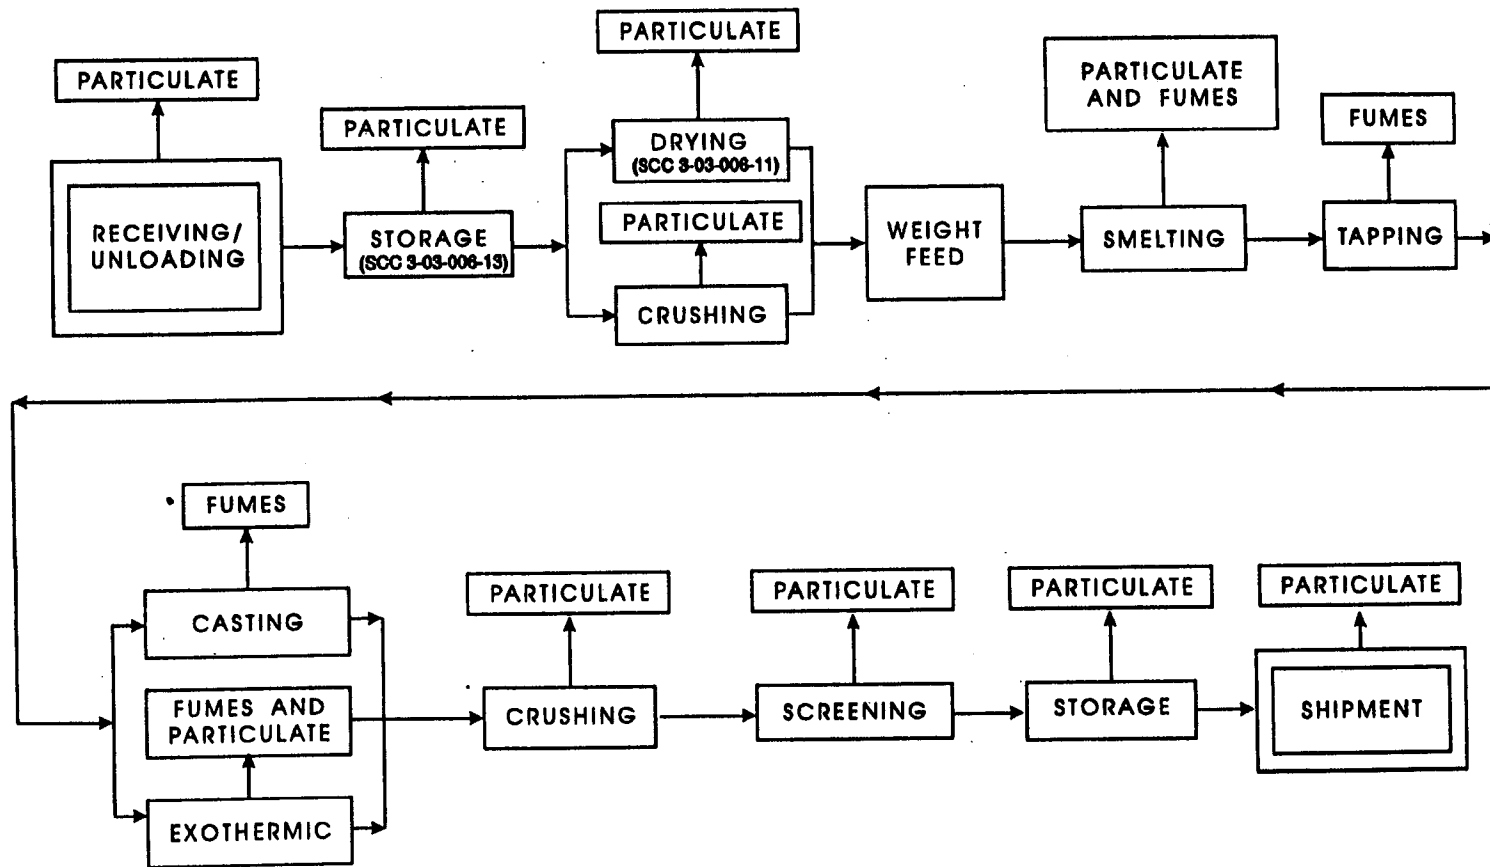 PARTICULATE
PARTICULATE
PARTICULATE
PARTICULATE
AND FUMES
FUMES
RECEIVING/
UNLOADING
STORAGE
(SCC 3-03-006-13)
DRYING
(SCC 3-03-006-11)
PARTICULATE
CRUSHING
WEIGHT
FEED
SMELTING
TAPPING
FUMES
CASTING
FUMES AND
PARTICULATE
EXOTHERMIC
PARTICULATE
CRUSHING
PARTICULATE
SCREENING
PARTICULATE
STORAGE
PARTICULATE
SHIPMENT